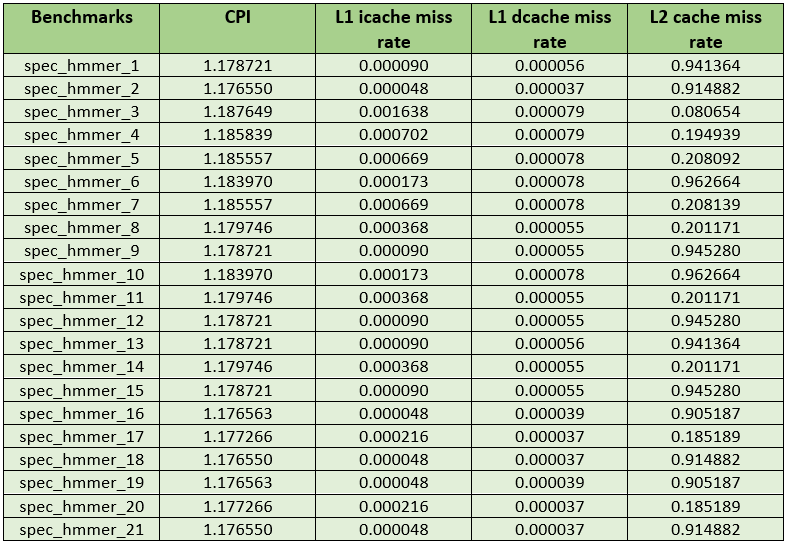 Benchmarks CPI L1 icache miss rate L1 dcache miss rate L2 cache miss rate
spec_hmmer_1 1.178721 0.000090 0.000056 0.941364
spec_hmmer_2 1.176550 0.000048 0.000037 0.914882
spec_hmmer_3 1.187649 0.001638 0.000079 0.080654
spec_hmmer_4 1.185839 0.000702 0.000079 0.194939
spec_hmmer_5 1.185557 0.000669 0.000078 0.208092
spec_hmmer_6 1.183970 0.000173 0.000078 0.962664
spec_hmmer_7 1.185557 0.000669 0.000078 0.208139
spec_hmmer_8 1.179746 0.000368 0.000055 0.201171
spec_hmmer_9 1.178721 0.000090 0.000055 0.945280
spec_hmmer_10 1.183970 0.000173 0.000078 0.962664
spec_hmmer_11 1.179746 0.000368 0.000055 0.201171
spec_hmmer_12 1.178721 0.000090 0.000055 0.945280
spec_hmmer_13 1.178721 0.000090 0.000056 0.941364
spec_hmmer_14 1.179746 0.000368 0.000055 0.201171
spec_hmmer_15 1.178721 0.000090 0.000055 0.945280
spec_hmmer_16 1.176563 0.000048 0.000039 0.905187
spec_hmmer_17 1.177266 0.000216 0.000037 0.185189
spec_hmmer_18 1.176550 0.000048 0.000037 0.914882
spec_hmmer_19 1.176563 0.000048 0.000039 0.905187
spec_hmmer_20 1.177266 0.000216 0.000037 0.185189
spec_hmmer_21 1.176550 0.000048 0.000037 0.914882